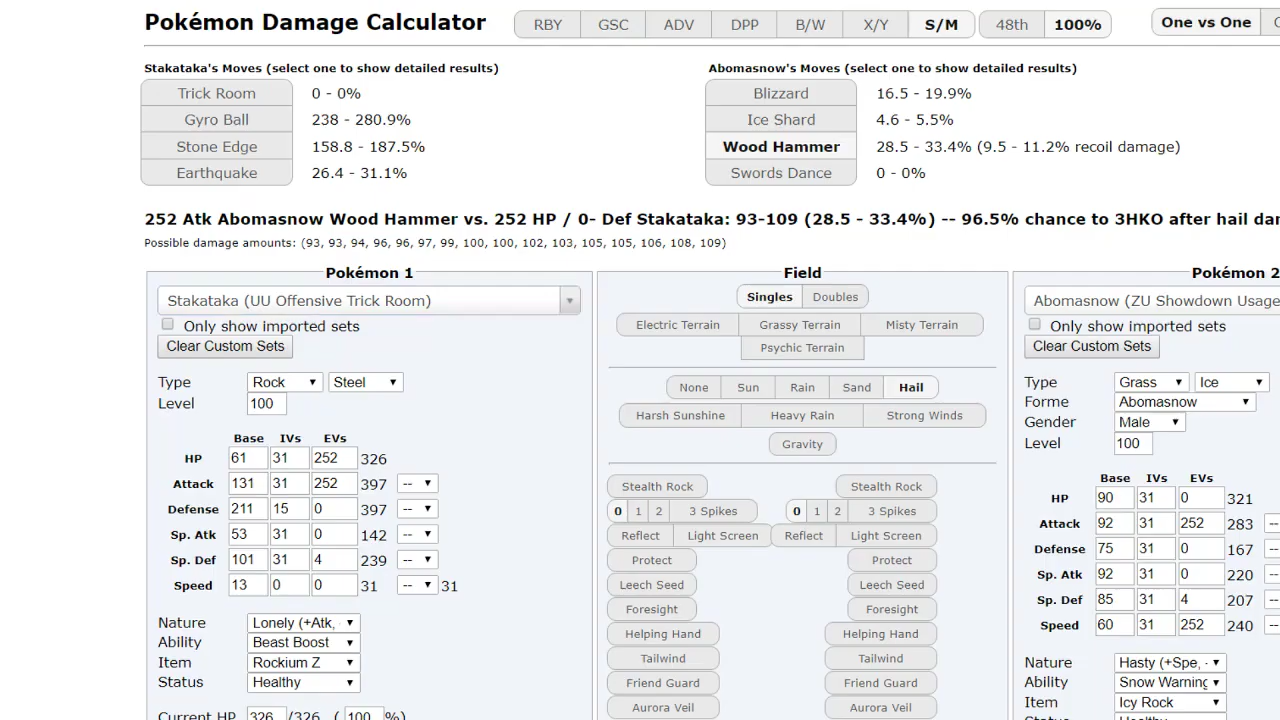 Pokémon Damage Calculator RBY GSC ADV DPP B/W X/Y S/M 48th 100% One vs One
Stakataka's Moves (select one to show detailed results) Abomasnow's Moves (select one to show detailed results)
Trick Room 0 - 0% Blizzard 16.5 - 19.9%
Gyro Ball 238 - 280.9% Ice Shard 4.6 - 5.5%
Stone Edge 158.8 - 187.5% Wood Hammer 28.5 - 33.4% (9.5 - 11.2% recoil damage)
Earthquake 26.4 - 31.1% Swords Dance 0 - 0%
252 Atk Abomasnow Wood Hammer vs. 252 HP / 0- Def Stakataka: 93-109 (28.5 - 33.4%) -- 96.5% chance to 3HKO after hail dar
Possible damage amounts: (93, 93, 94, 96, 96, 97, 99, 100, 100, 102, 103, 105, 105, 106, 108, 109)
Pokémon 1
Stakataka (UU Offensive Trick Room)
Only show imported sets
Clear Custom Sets
Type Rock Steel
Level 100
Base IVs EVs
HP 61 31 252 326
Attack 131 31 252 397 --
Defense 211 15 0 397 --
Sp. Atk 53 31 0 142 --
Sp. Def 101 31 4 239 --
Speed 13 0 0 31 -- 31
Nature Lonely (+Atk,
Ability Beast Boost
Item Rockium Z
Status Healthy
Current HP 326 /326 ( 100 %)
Field
Singles Doubles
Electric Terrain Grassy Terrain Misty Terrain
Psychic Terrain
None Sun Rain Sand Hail
Harsh Sunshine Heavy Rain Strong Winds
Gravity
Stealth Rock Stealth Rock
0 1 2 3 Spikes 0 1 2 3 Spikes
Reflect Light Screen Reflect Light Screen
Protect Protect
Leech Seed Leech Seed
Foresight Foresight
Helping Hand Helping Hand
Tailwind Tailwind
Friend Guard Friend Guard
Aurora Veil Aurora Veil
Pokémon 2
Abomasnow (ZU Showdown Usage
Only show imported sets
Clear Custom Sets
Type Grass Ice
Forme Abomasnow
Gender Male
Level 100
Base IVs EVs
HP 90 31 0 321
Attack 92 31 252 283 --
Defense 75 31 0 167 --
Sp. Atk 92 31 0 220 --
Sp. Def 85 31 4 207 --
Speed 60 31 252 240 --
Nature Hasty (+Spe, -
Ability Snow Warning
Item Icy Rock